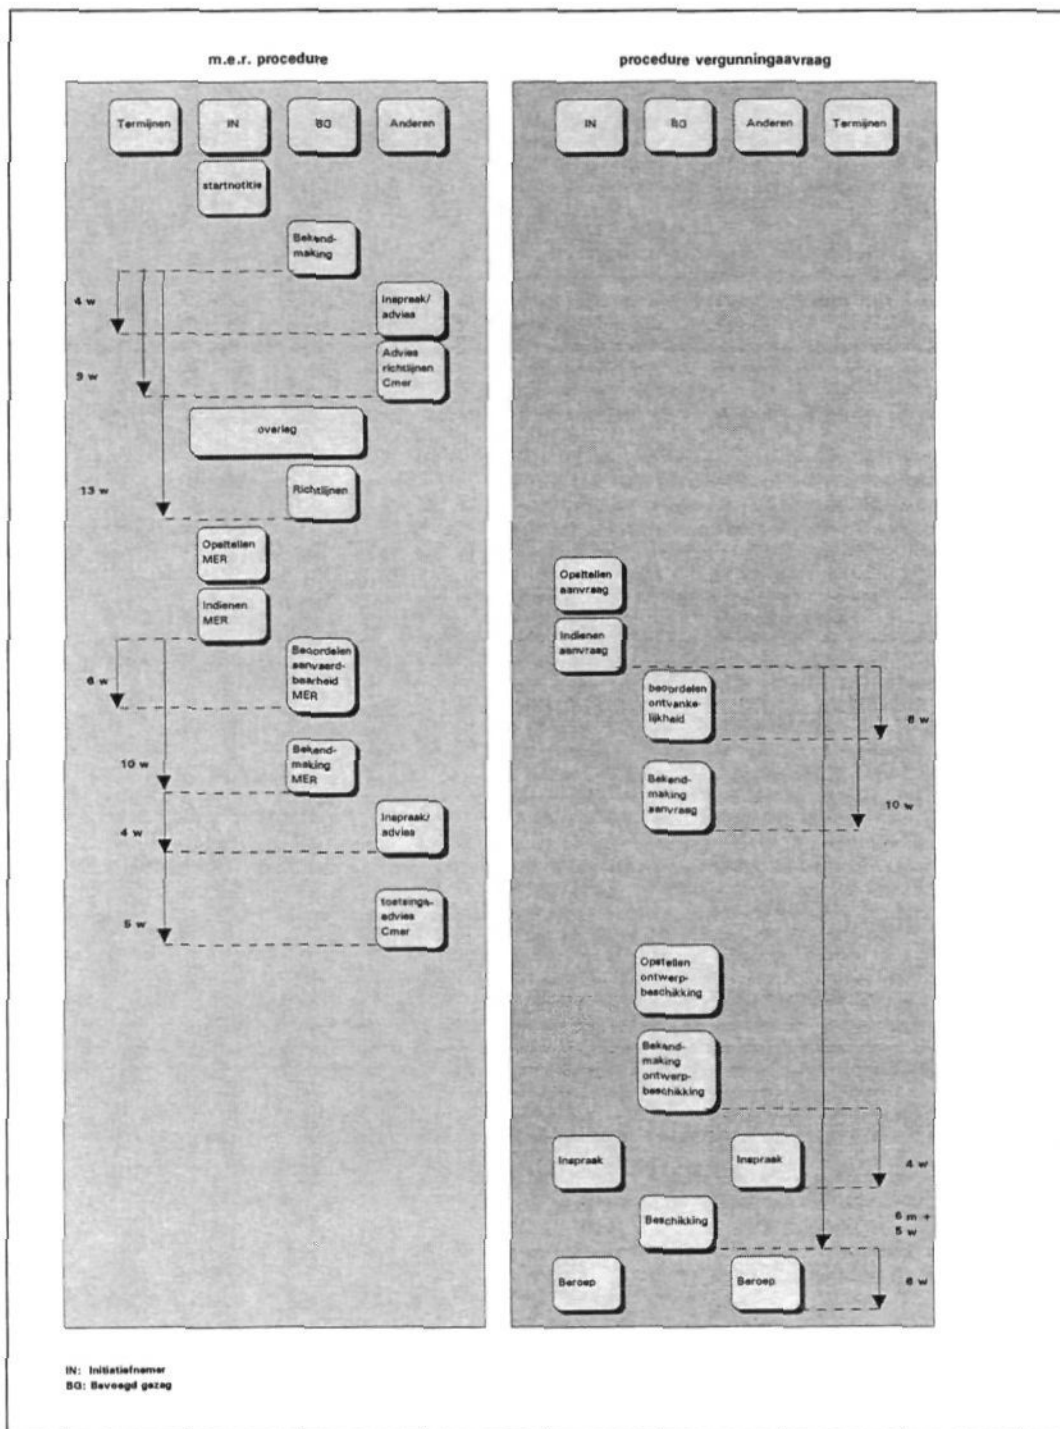 m.e.r. procedure
procedure vergunningaavraag
Termijnen
IN
BG
Anderen
startnotitie
Bekend-
making
4 w
Inspraak/
advies
Advies
richtlijnen
Cmer
9 w
overleg
13 w
Richtlijnen
Opstellen
MER
Indienen
MER
Beoordelen
aanvaard-
baarheid
MER
6 w
Bekend-
making
MER
10 w
Inspraak/
advies
4 w
toetsings-
advies
Cmer
5 w
IN
BG
Anderen
Termijnen
Opstellen
aanvraag
Indienen
aanvraag
beoordelen
ontvanke-
lijkheid
8 w
Bekend-
making
aanvraag
10 w
Opstellen
ontwerp-
beschikking
Bekend-
making
ontwerp-
beschikking
Inspraak
Inspraak
4 w
Beschikking
6 m +
5 w
Beroep
Beroep
6 w
IN: Initiatiefnemer
BG: Bevoegd gezag